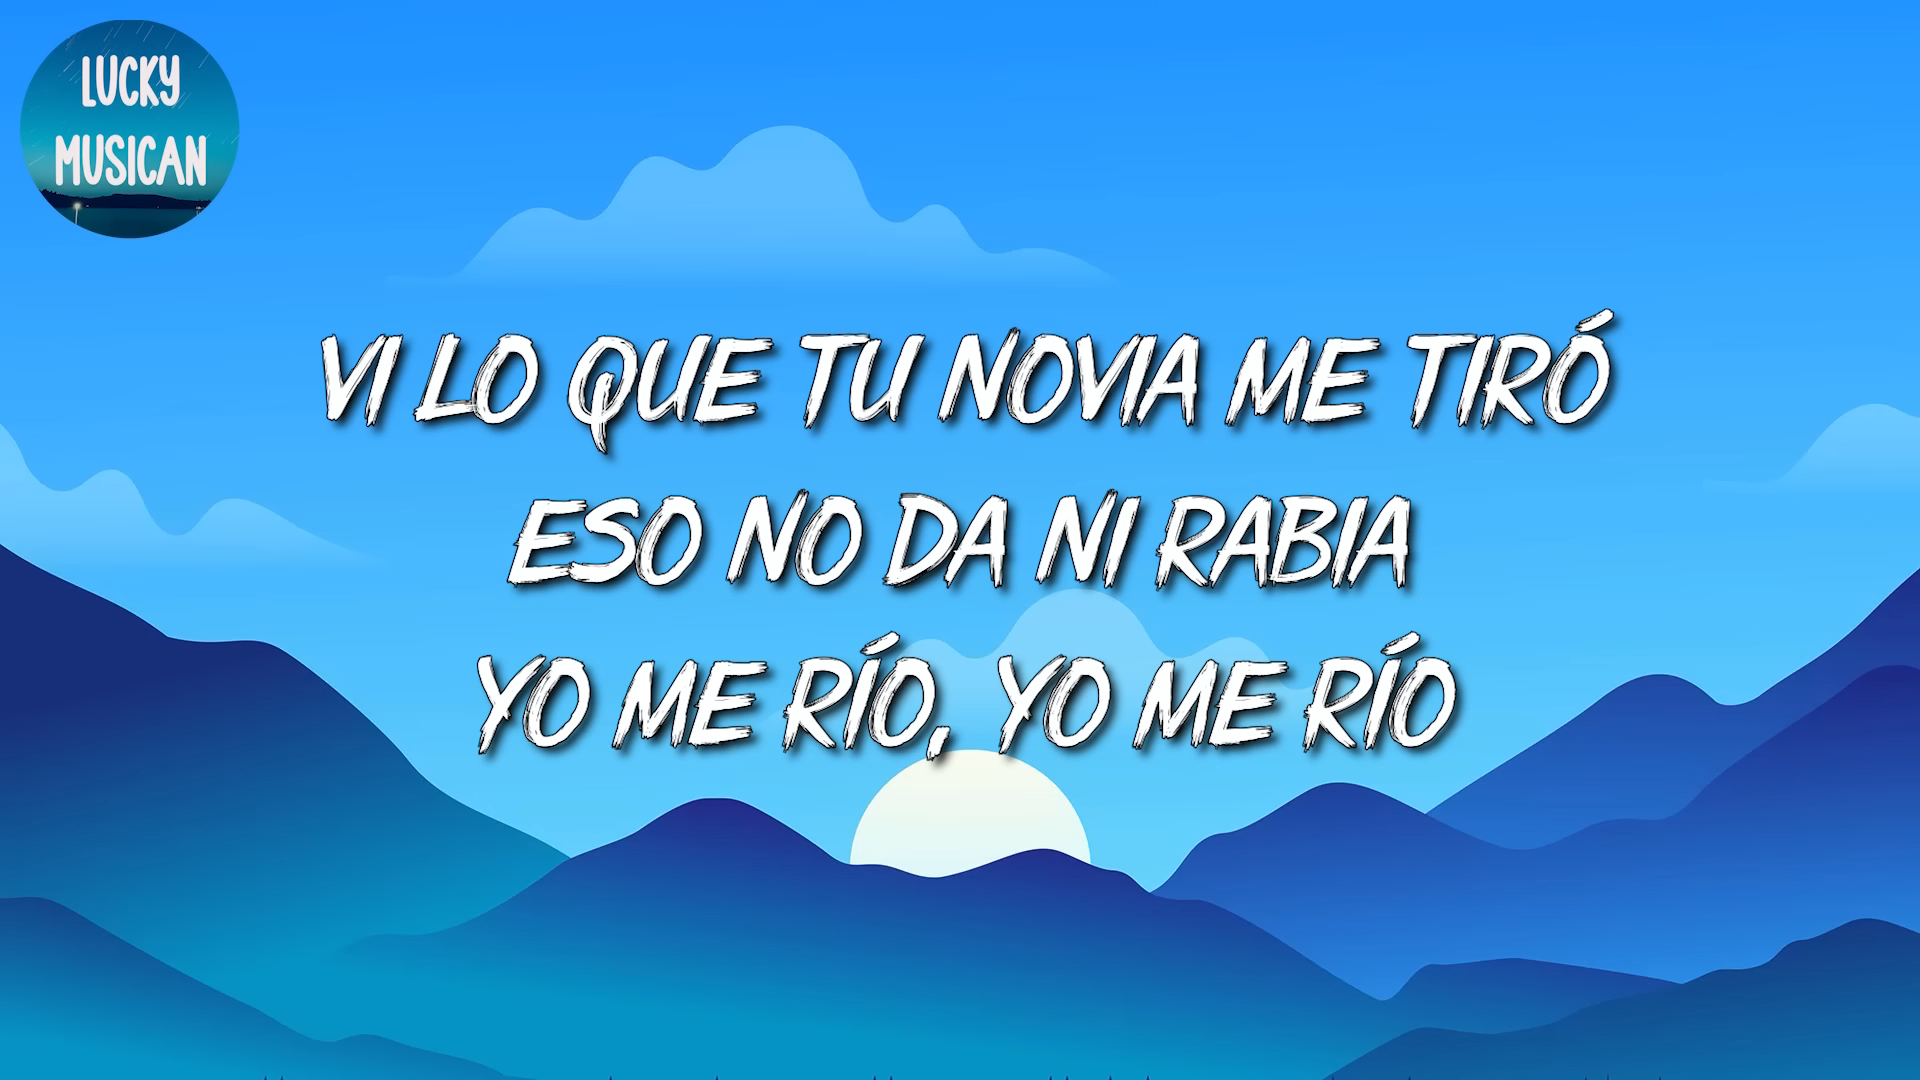 LUCKY
MUSICAN
VI LO QUE TU NOVIA ME TIRÓ
ESO NO DA NI RABIA
YO ME RÍO, YO ME RÍO